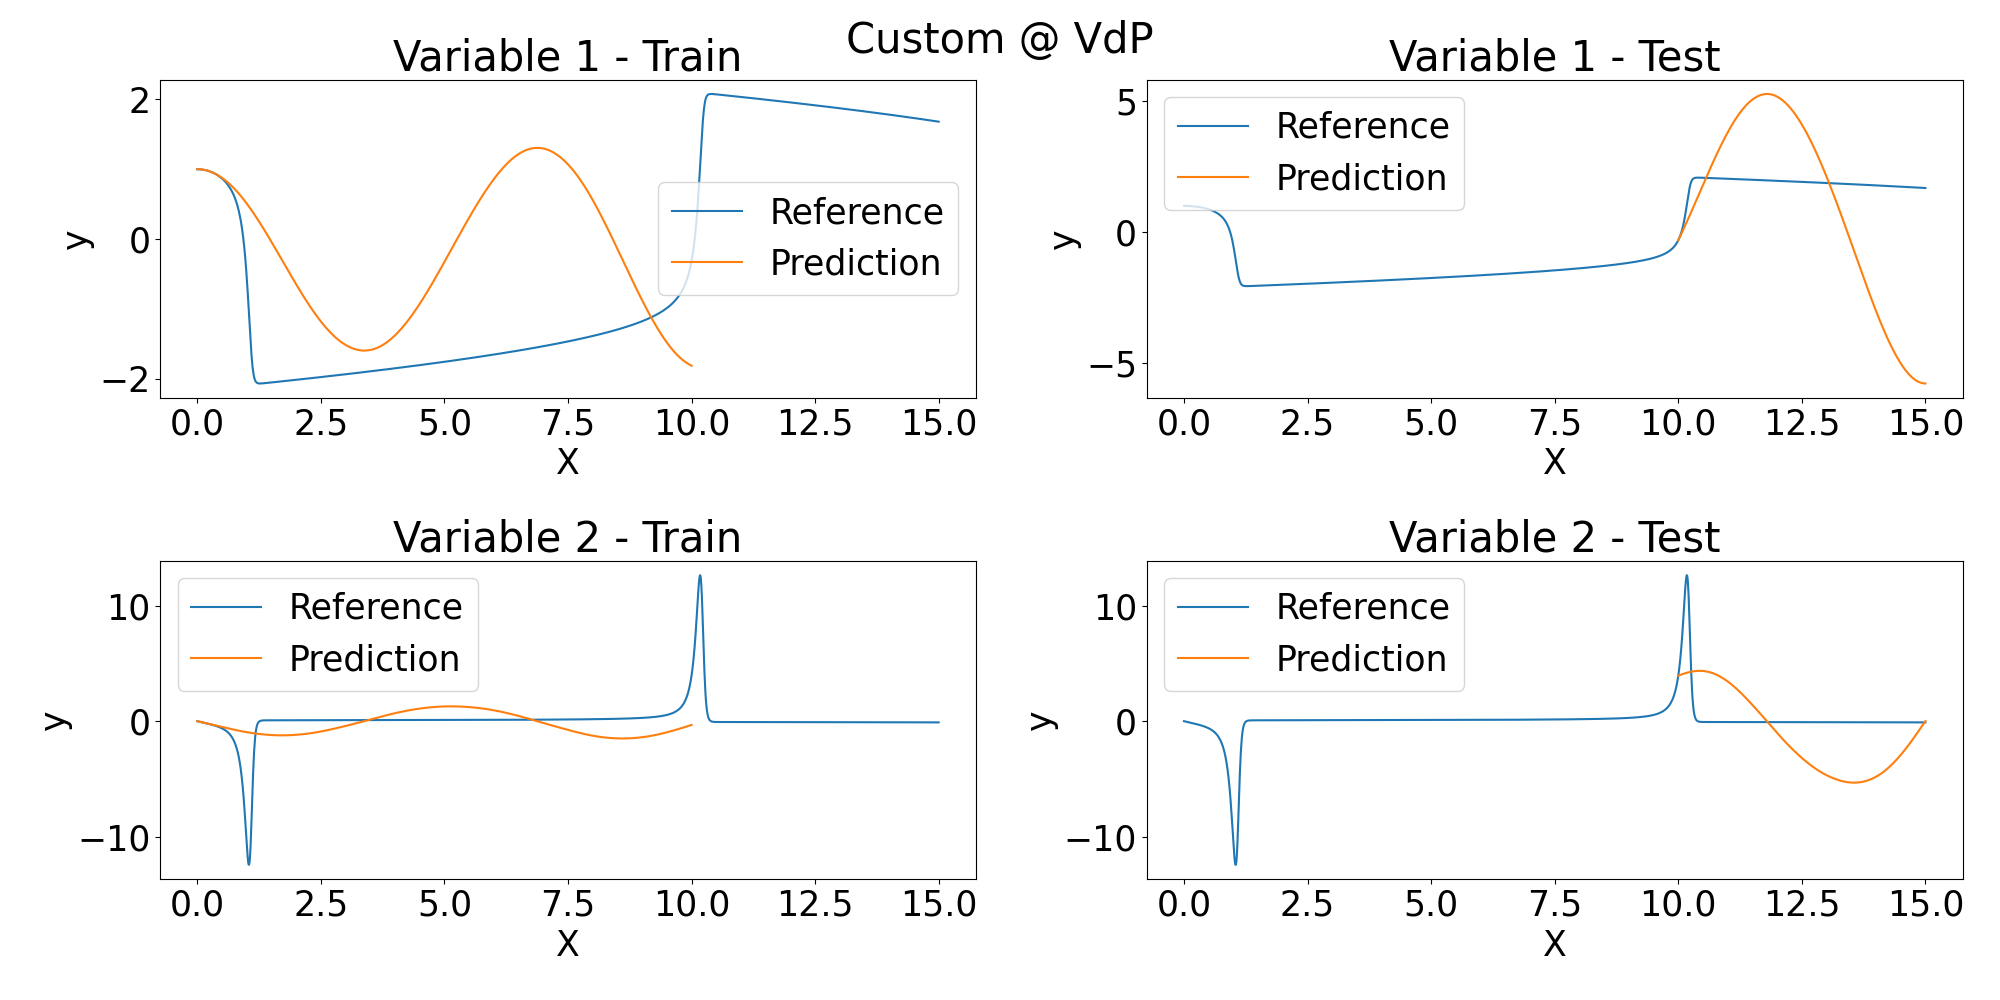 Custom @ VdP
Variable 1 - Train
2
0
−2
y
0.0 2.5 5.0 7.5 10.0 12.5 15.0
X
Reference
Prediction
Variable 1 - Test
5
0
−5
y
0.0 2.5 5.0 7.5 10.0 12.5 15.0
X
Reference
Prediction
Variable 2 - Train
10
0
−10
y
0.0 2.5 5.0 7.5 10.0 12.5 15.0
X
Reference
Prediction
Variable 2 - Test
10
0
−10
y
0.0 2.5 5.0 7.5 10.0 12.5 15.0
X
Reference
Prediction